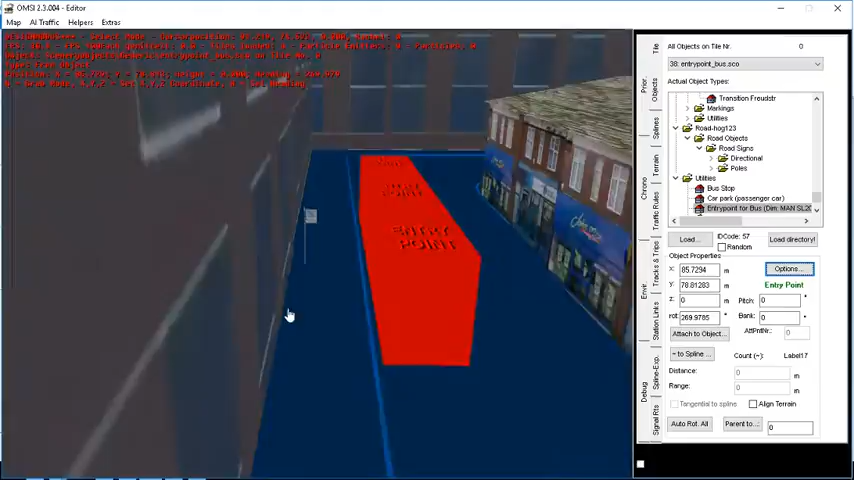 OMSI 2.3.004 - Editor
Map AI Traffic Helpers Extras
ENTRY
POINT
All Objects on Tile Nr. 0
38: entrypoint_bus.sco
Actual Object Types:
Transition Freudstr
Markings
Utilities
Road-hog123
Road Objects
Road Signs
Directional
Poles
Utilities
Bus Stop
Car park (passenger car)
Entrypoint for Bus (Dim: MAN SL20
Load...
IDCode: 57
Random
Load directory!
Object Properties
x: 85.7294 m
Options...
Y: 78.81283 m
Entry Point
z: 0 m
Pitch: 0 °
rot: 269.9785 °
Bank: 0 °
Attach to Object...
AttPntNr.: 0
~ to Spline ...
Count (~):
Label17
Distance: 0 m
Range: 0 m
Tangential to spline
Align Terrain
Auto Rot. All
Parent to...:
0
Tile
Objects
Splines
Terrain
Traffic Rules
Tracks & Trips
Station Links
Spline-Exp.
Signal Rts
Prior.
Chrono
Envir.
Debug